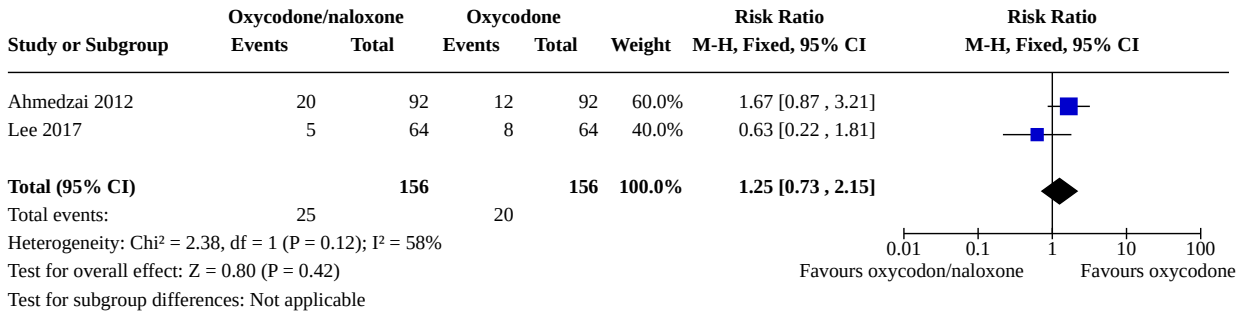 Oxycodone/naloxone Oxycodone Risk Ratio Risk Ratio
Study or Subgroup Events Total Events Total Weight M-H, Fixed, 95% CI M-H, Fixed, 95% CI
Ahmedzai 2012 20 92 12 92 60.0% 1.67 [0.87 , 3.21]
Lee 2017 5 64 8 64 40.0% 0.63 [0.22 , 1.81]
Total (95% CI) 156 156 100.0% 1.25 [0.73 , 2.15]
Total events: 25 20
Heterogeneity: Chi² = 2.38, df = 1 (P = 0.12); I² = 58%
0.01 0.1 1 10 100
Test for overall effect: Z = 0.80 (P = 0.42) Favours oxycodon/naloxone Favours oxycodone
Test for subgroup differences: Not applicable